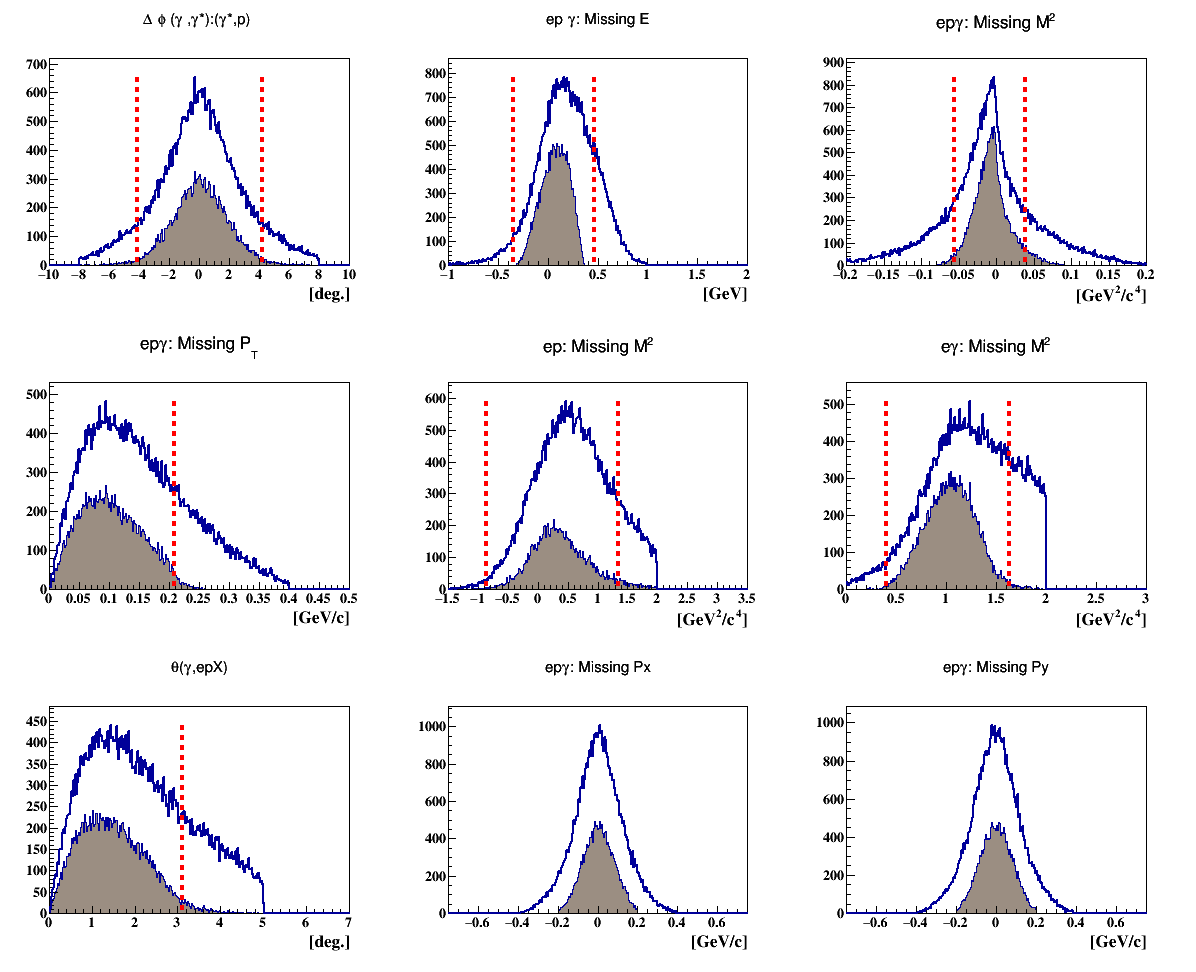 Δ φ (γ ,γ*):(γ*,p)
700
600
500
400
300
200
100
0
−10 −8 −6 −4 −2 0 2 4 6 8 10
[deg.]
ep γ: Missing E
800
700
600
500
400
300
200
100
0
−1 −0.5 0 0.5 1 1.5 2
[GeV]
epγ: Missing M²
900
800
700
600
500
400
300
200
100
0
−0.2 −0.15 −0.1 −0.05 0 0.05 0.1 0.15 0.2
[GeV²/c⁴]
epγ: Missing P_T
500
400
300
200
100
0
0 0.05 0.1 0.15 0.2 0.25 0.3 0.35 0.4 0.45 0.5
[GeV/c]
ep: Missing M²
600
500
400
300
200
100
0
−1.5 −1 −0.5 0 0.5 1 1.5 2 2.5 3 3.5
[GeV²/c⁴]
eγ: Missing M²
500
400
300
200
100
0
0 0.5 1 1.5 2 2.5 3
[GeV²/c⁴]
θ(γ,epX)
450
400
350
300
250
200
150
100
50
0
0 1 2 3 4 5 6 7
[deg.]
epγ: Missing Px
1000
800
600
400
200
0
−0.6 −0.4 −0.2 0 0.2 0.4 0.6
[GeV/c]
epγ: Missing Py
1000
800
600
400
200
0
−0.6 −0.4 −0.2 0 0.2 0.4 0.6
[GeV/c]